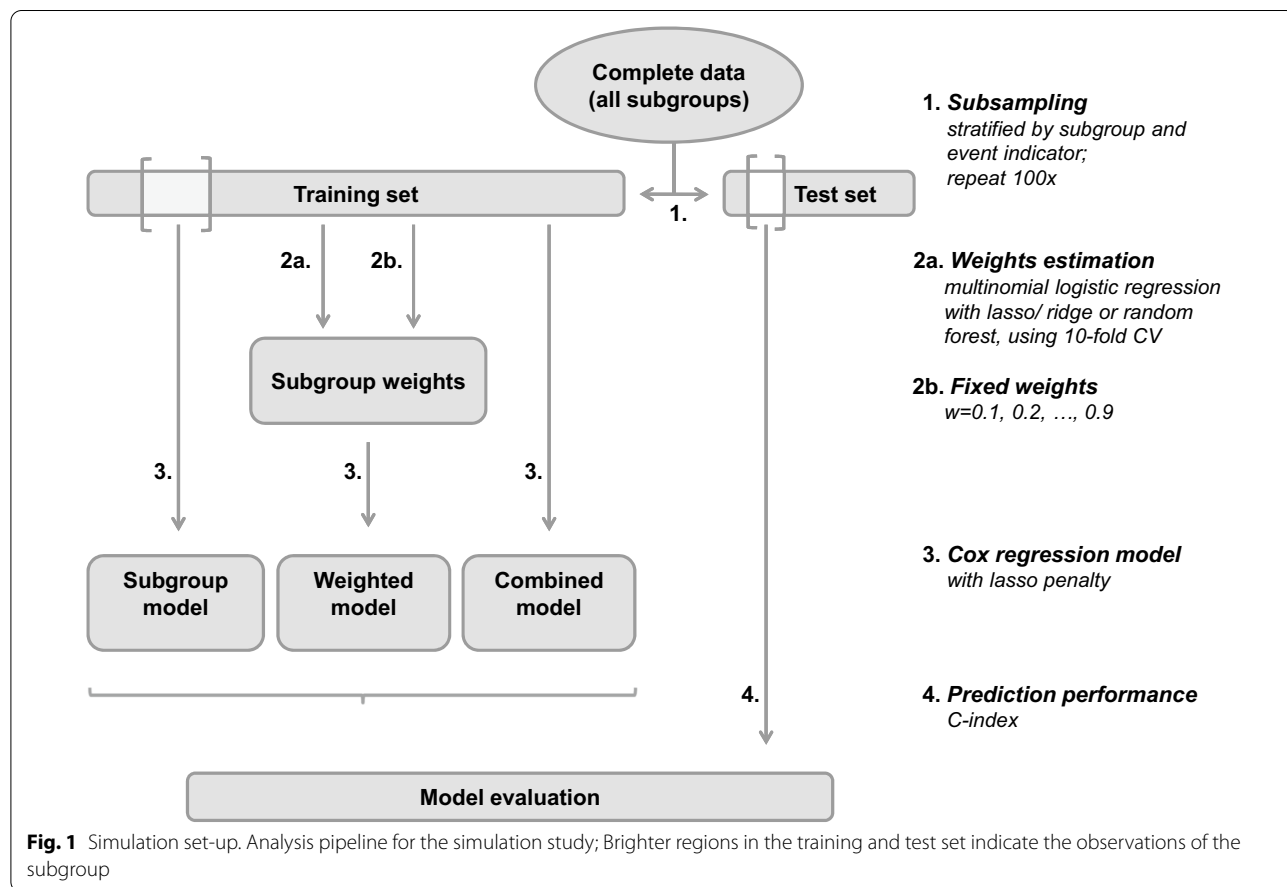 Complete data
(all subgroups)
Training set
Test set
1.
2a.
2b.
Subgroup weights
3.
3.
3.
Subgroup
model
Weighted
model
Combined
model
4.
Model evaluation
1. Subsampling
stratified by subgroup and
event indicator;
repeat 100x
2a. Weights estimation
multinomial logistic regression
with lasso/ ridge or random
forest, using 10-fold CV
2b. Fixed weights
w=0.1, 0.2, …, 0.9
3. Cox regression model
with lasso penalty
4. Prediction performance
C-index
Fig. 1 Simulation set-up. Analysis pipeline for the simulation study; Brighter regions in the training and test set indicate the observations of the
subgroup